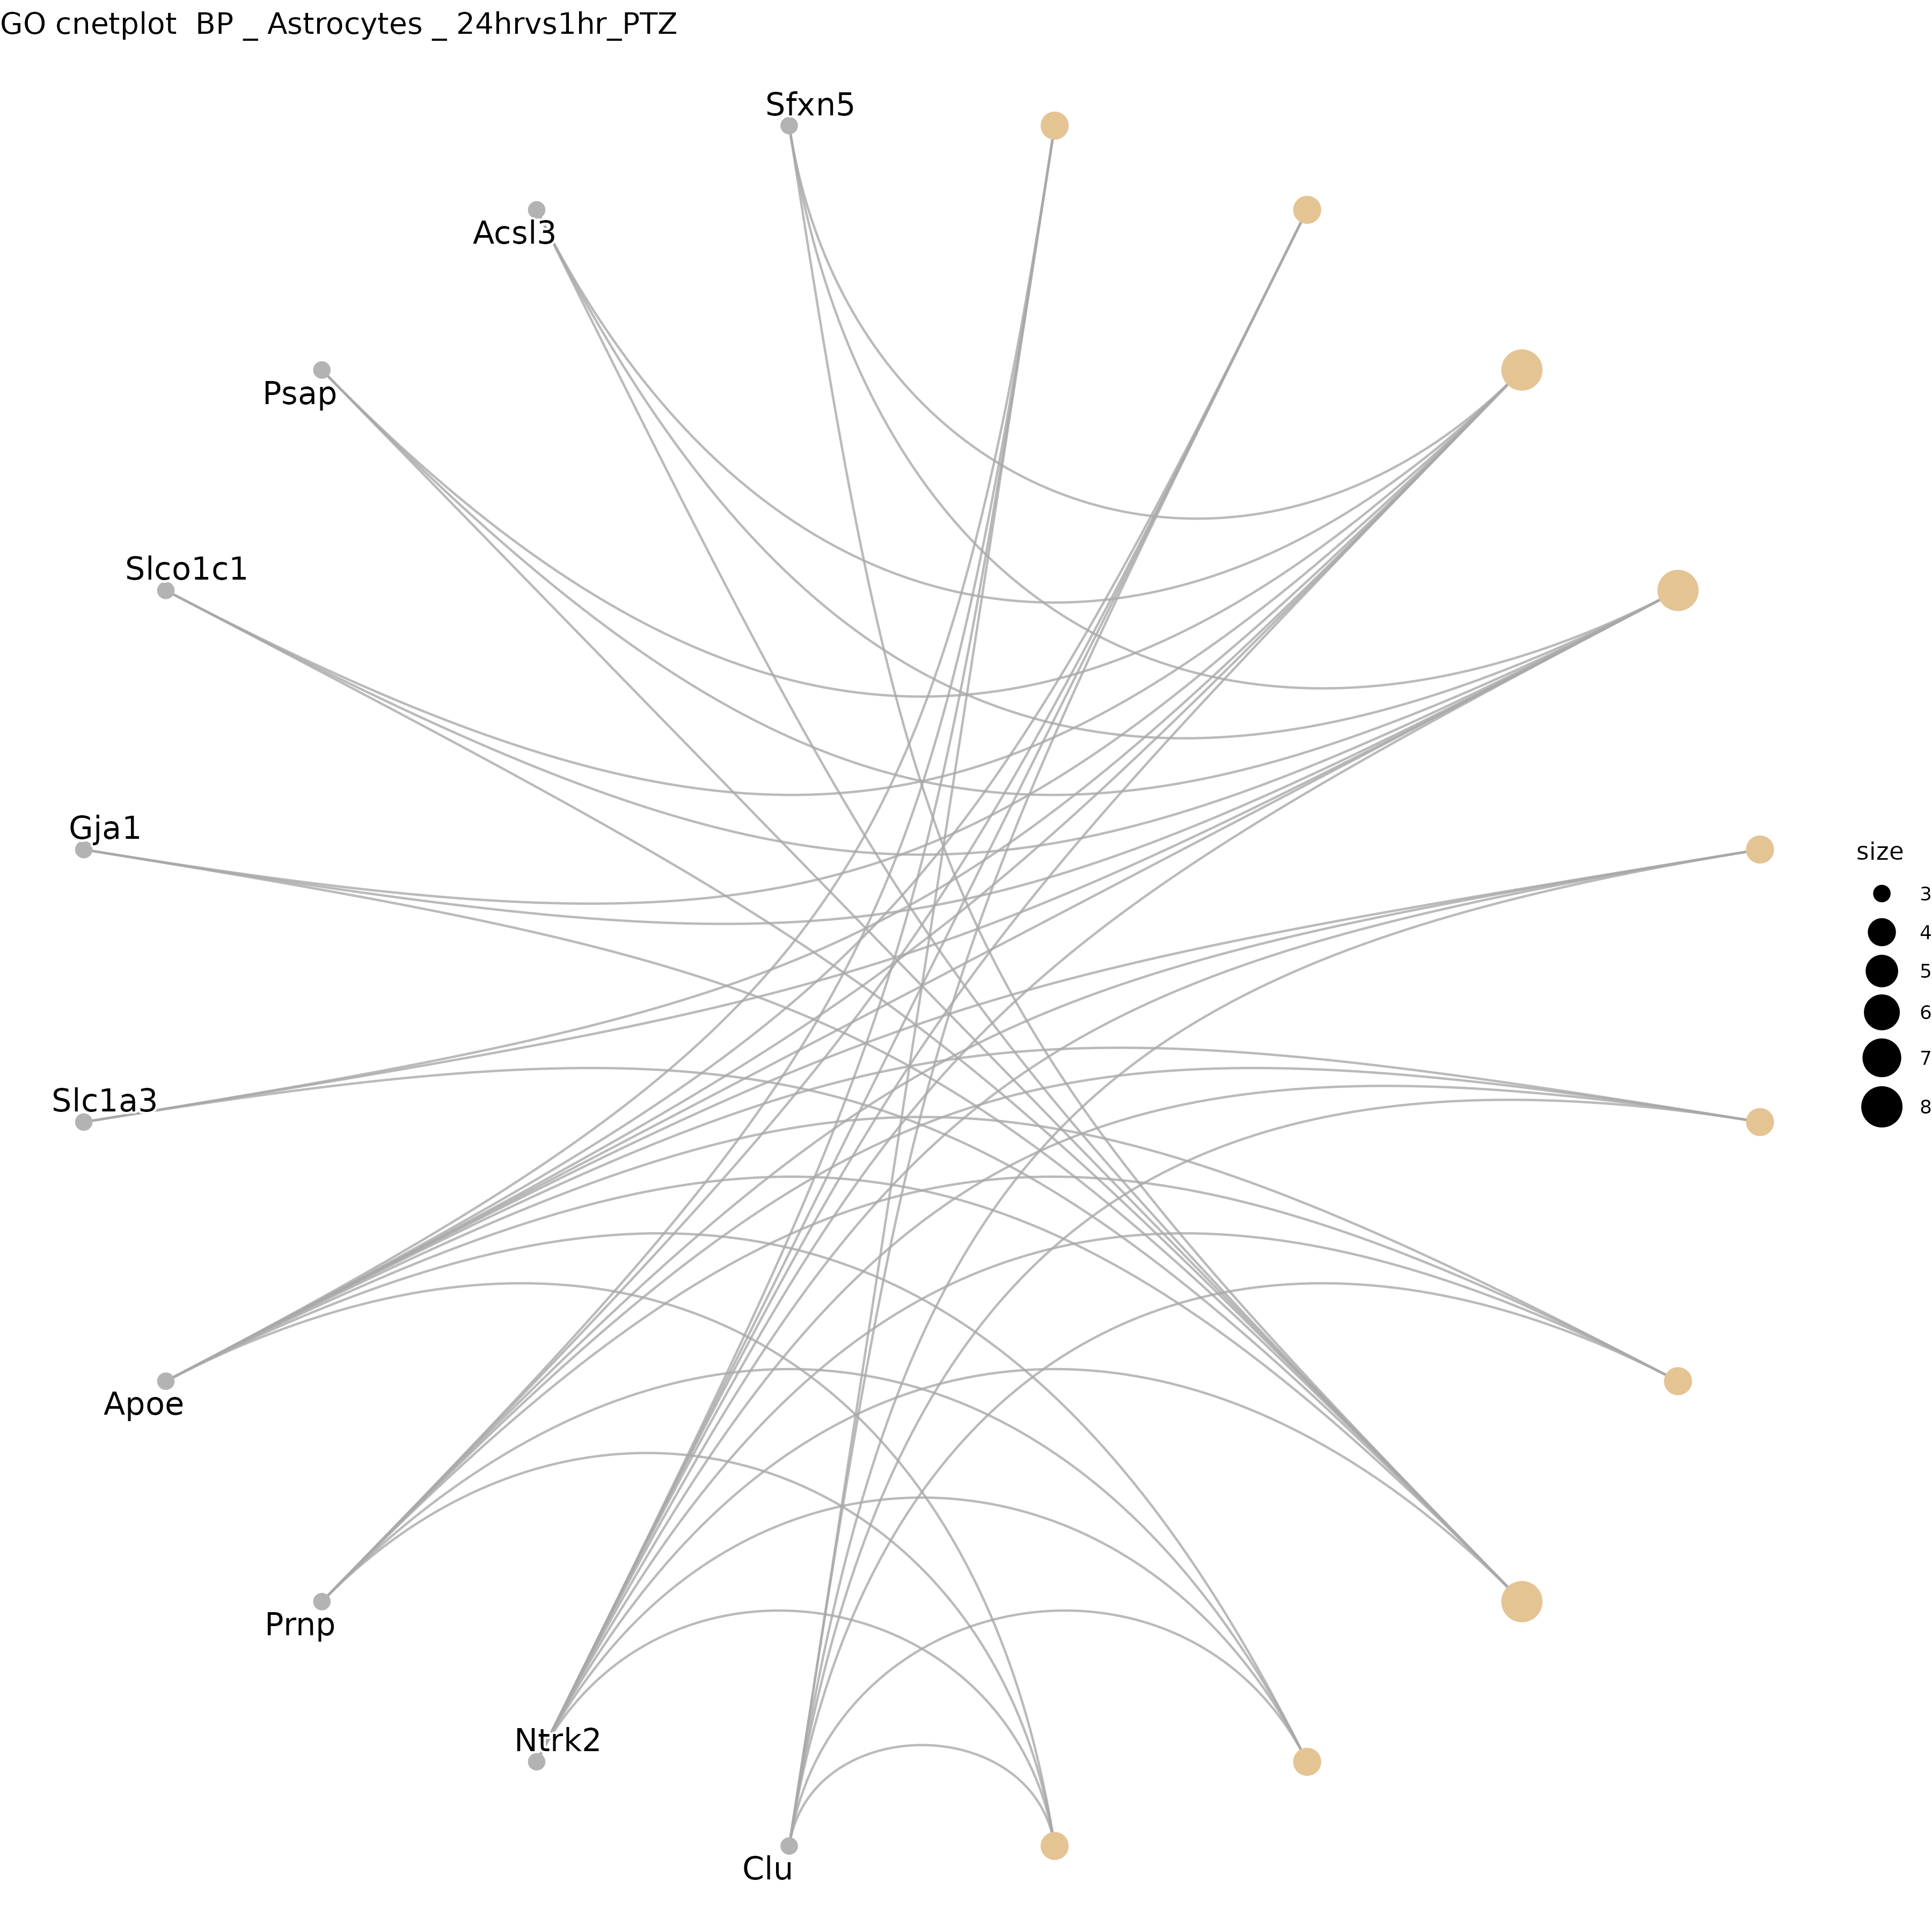 GO cnetplot  BP _ Astrocytes _ 24hrvs1hr_PTZ
Sfxn5
Acsl3
Psap
Slco1c1
Gja1
size
3
4
5
6
7
8
Slc1a3
Apoe
Prnp
Ntrk2
Clu